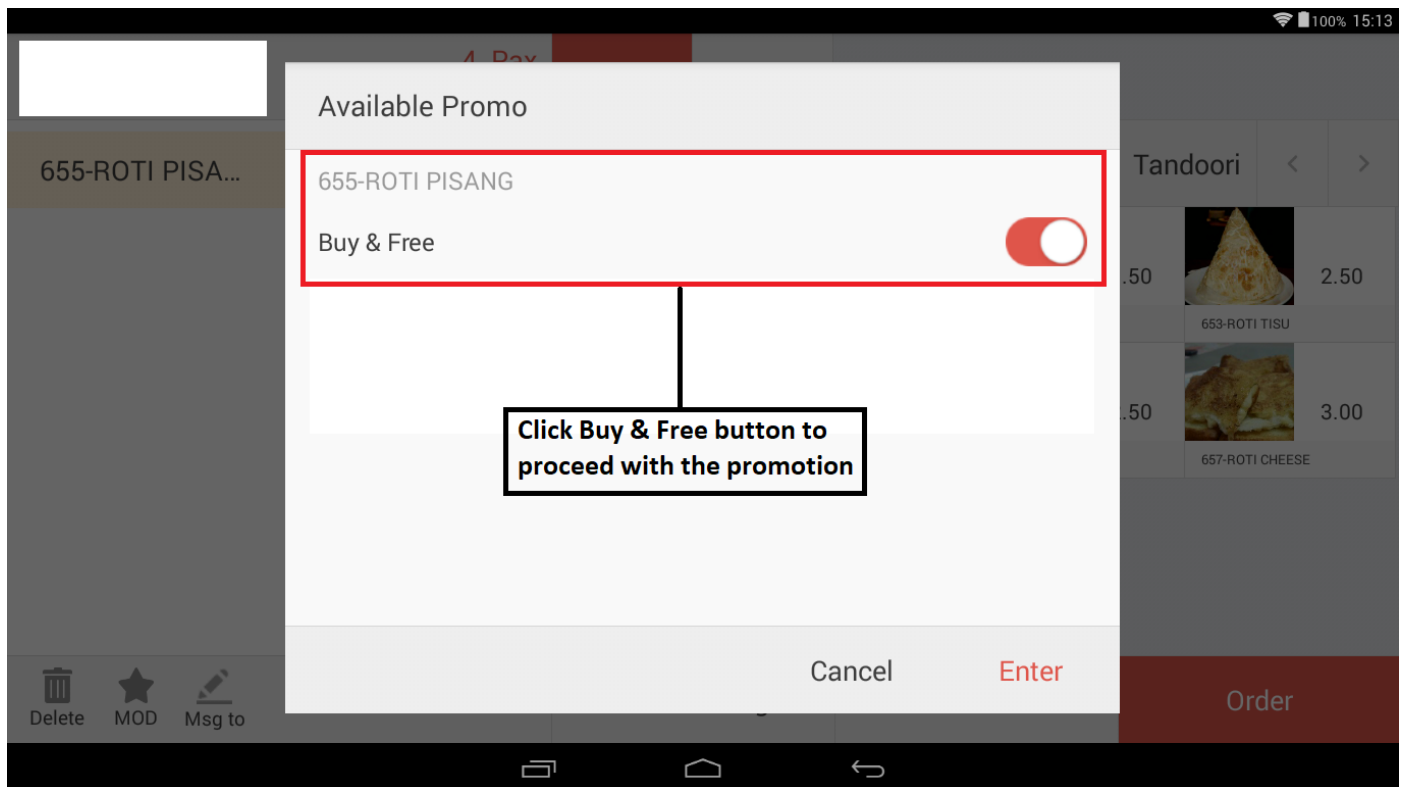 100% 15:13
4 Pax
Available Promo
655-ROTI PISA...
655-ROTI PISANG
Buy & Free
Tandoori
<
>
.50
2.50
653-ROTI TISU
Click Buy & Free button to
proceed with the promotion
.50
3.00
657-ROTI CHEESE
Cancel
Enter
Delete
MOD
Msg to
Order